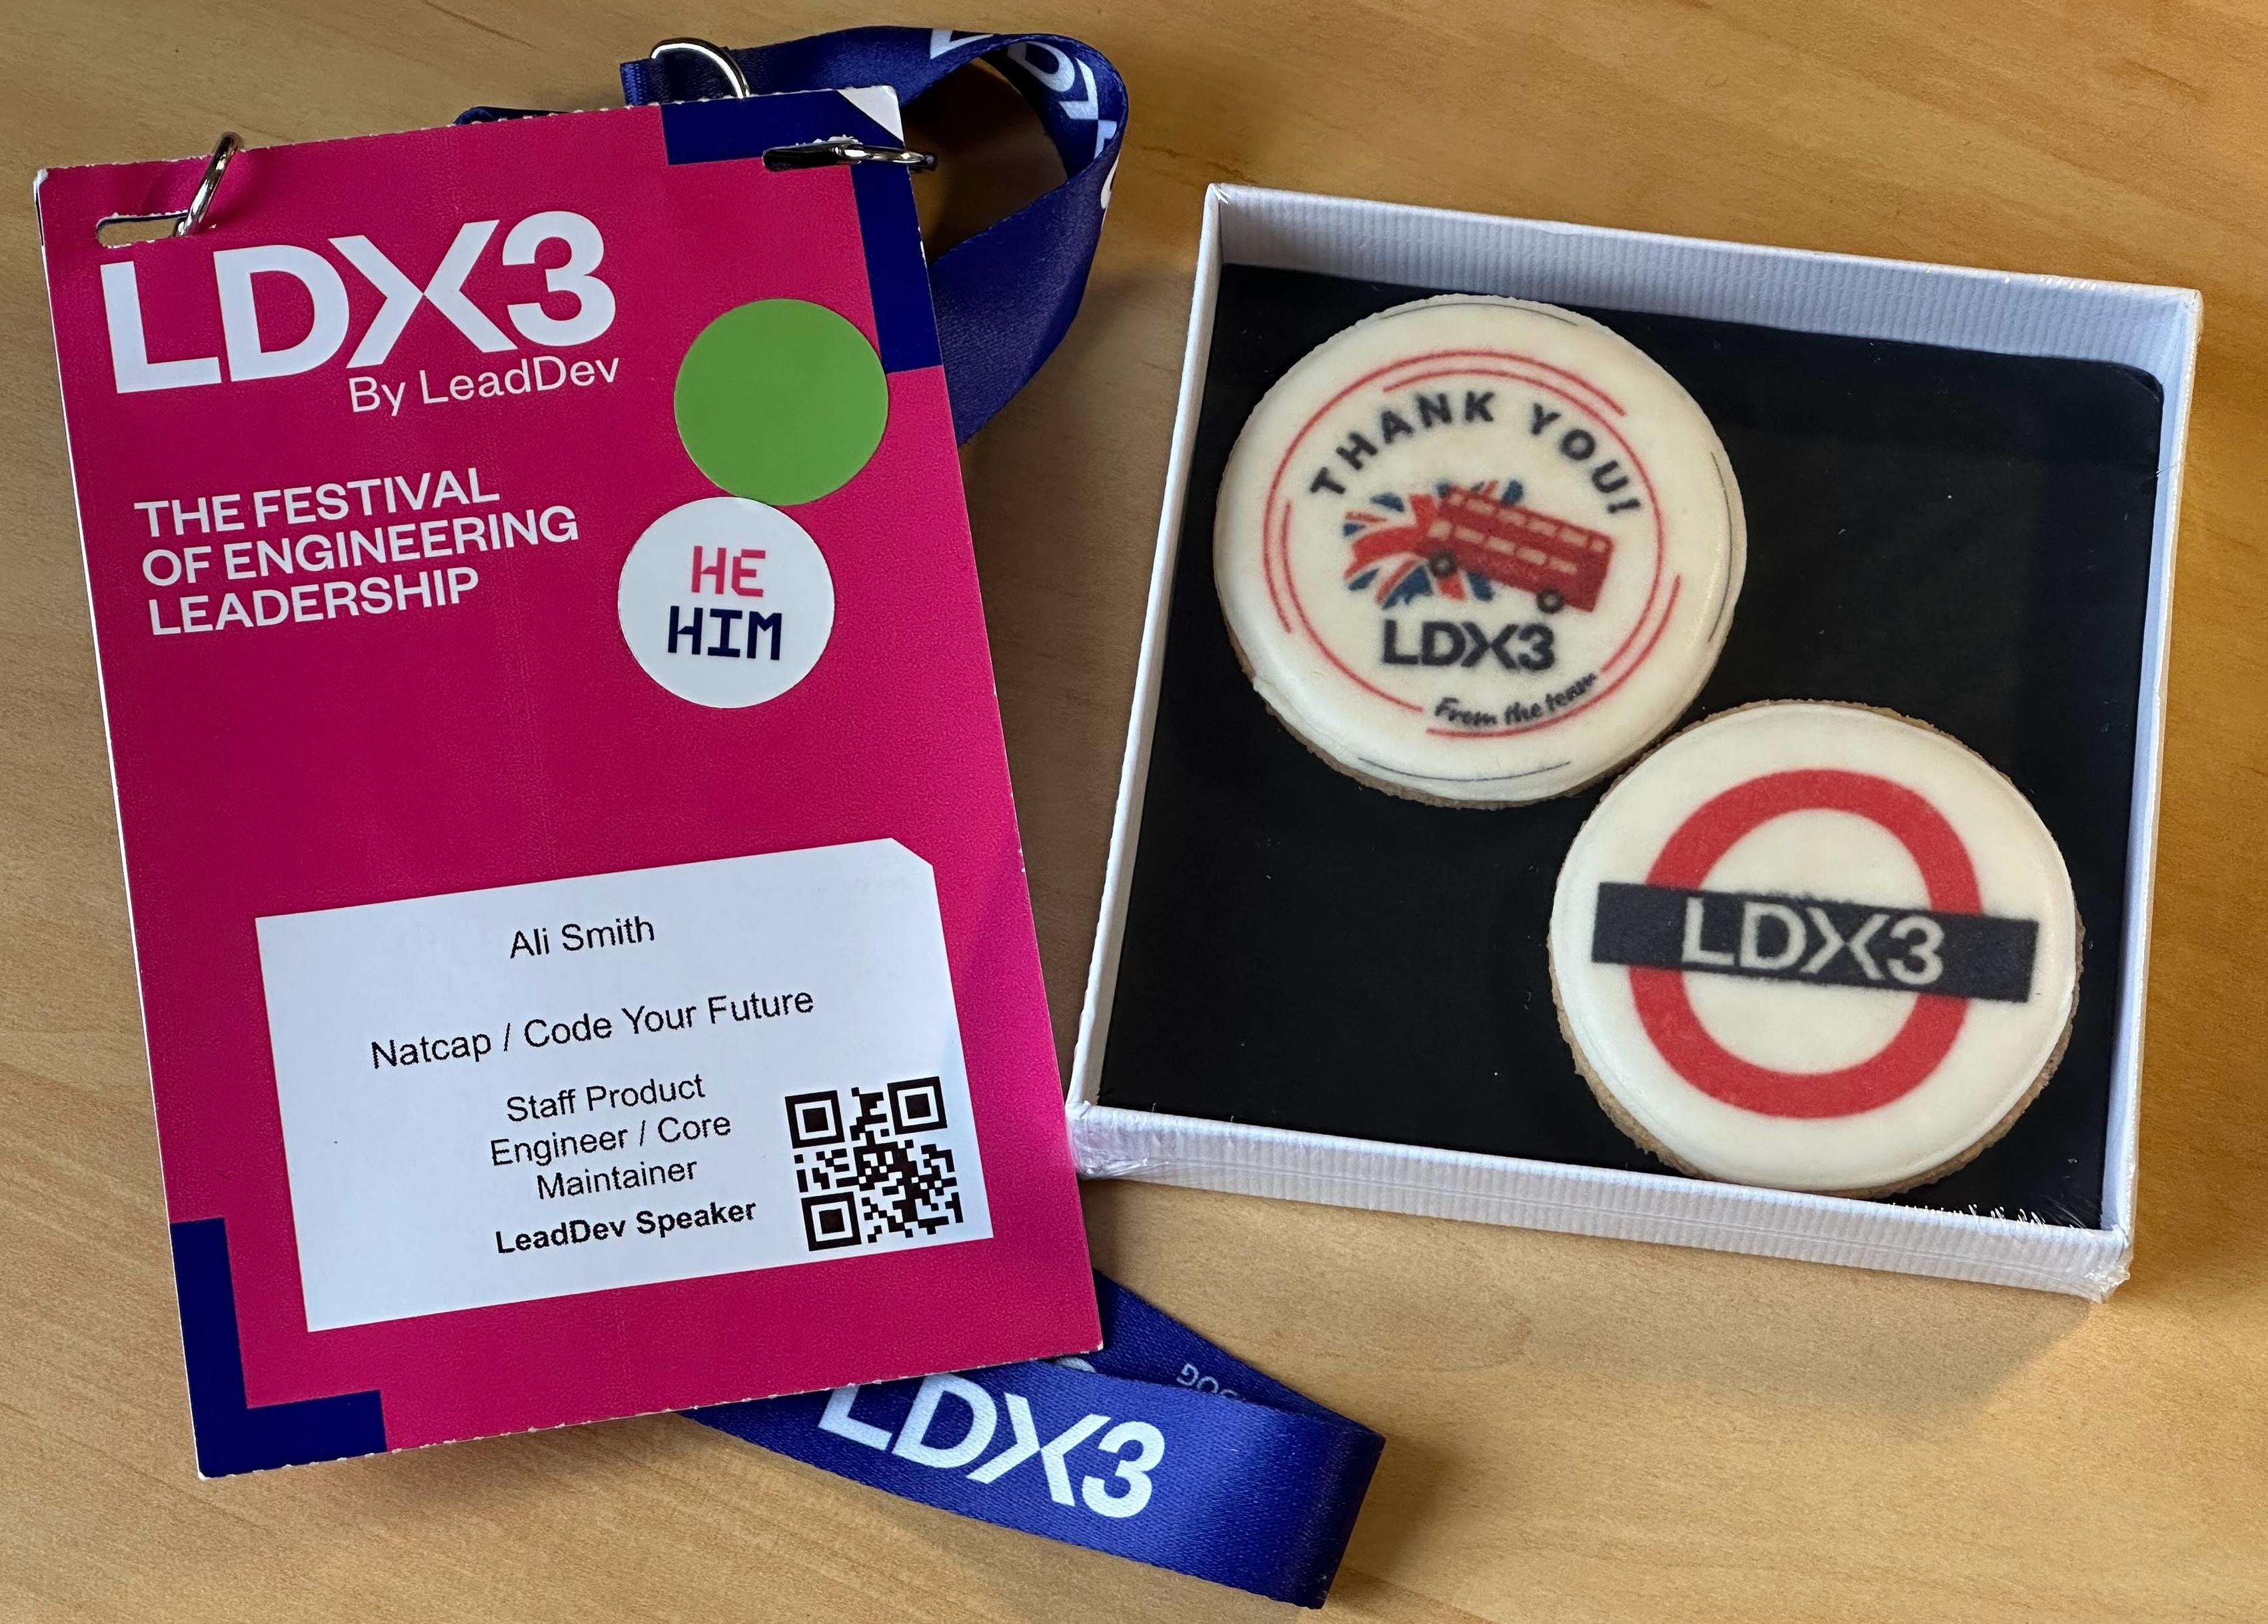 LDX3
By LeadDev
THE FESTIVAL
OF ENGINEERING
LEADERSHIP
HE
HIM
Ali Smith
Natcap / Code Your Future
Staff Product
Engineer / Core
Maintainer
LeadDev Speaker
LDX3
THANK YOU!
LDX3
From the team
LDX3